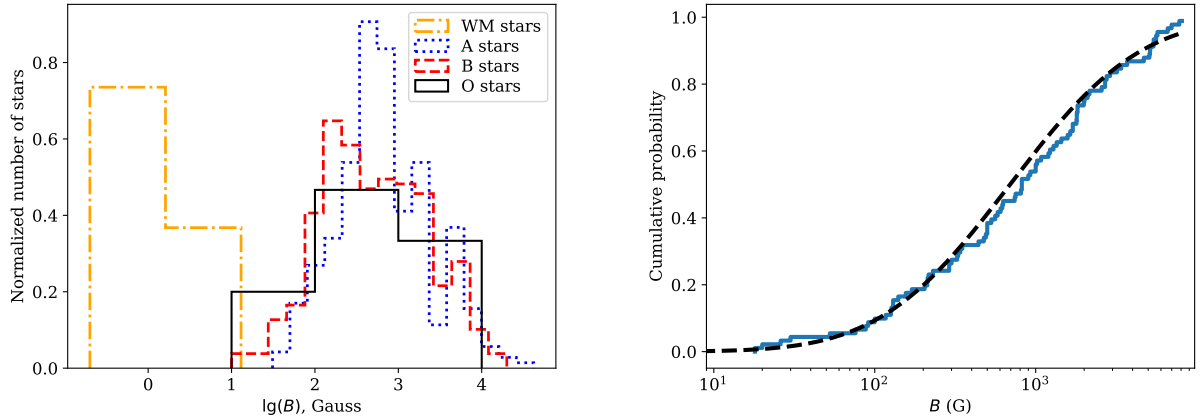 WM stars
A stars
B stars
O stars
Normalized number of stars
0.8
0.6
0.4
0.2
0.0
0
1
2
3
4
lg(B), Gauss
Cumulative probability
1.0
0.8
0.6
0.4
0.2
0.0
10¹
10²
10³
B (G)